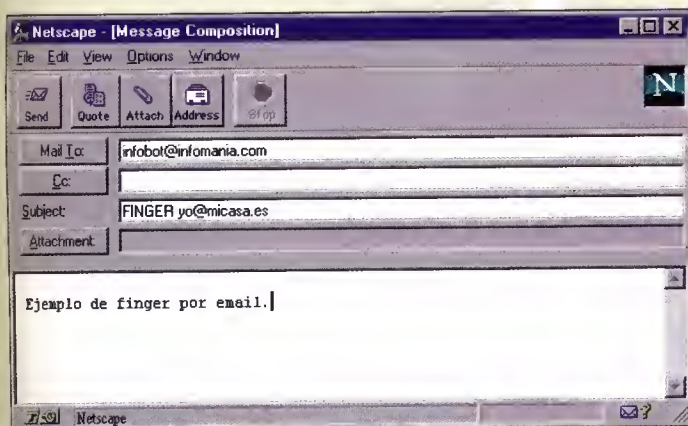 Netscape - [Message Composition]
File Edit View Options Window
Send Quote Attach Address Stop
N
Mail To: infobot@infomania.com
Cc:
Subject: FINGER yo@micasa.es
Attachment
Ejemplo de finger por email.
Netscape
?